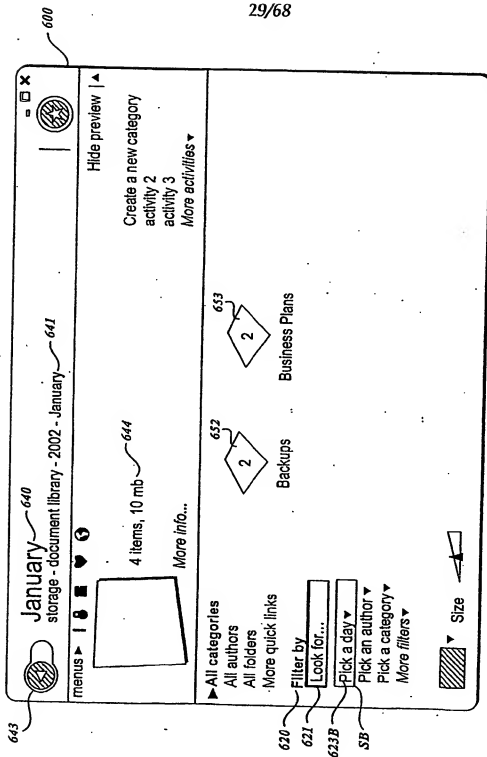 29/68
600
January 640
storage - document library - 2002 - January 641
643
menus
Hide preview
4 items, 10 mb 644
More info...
Create a new category
activity 2
activity 3
More activities
All categories
All authors
All folders
More quick links
620
Filter by
621
Look for...
623B
Pick a day
SB
Pick an author
Pick a category
More filters
652
2
Backups
653
2
Business Plans
Size